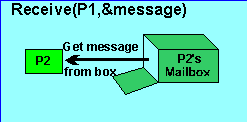 Receive(P1,&message)
Get message
P2
from box
P2's
Mailbox